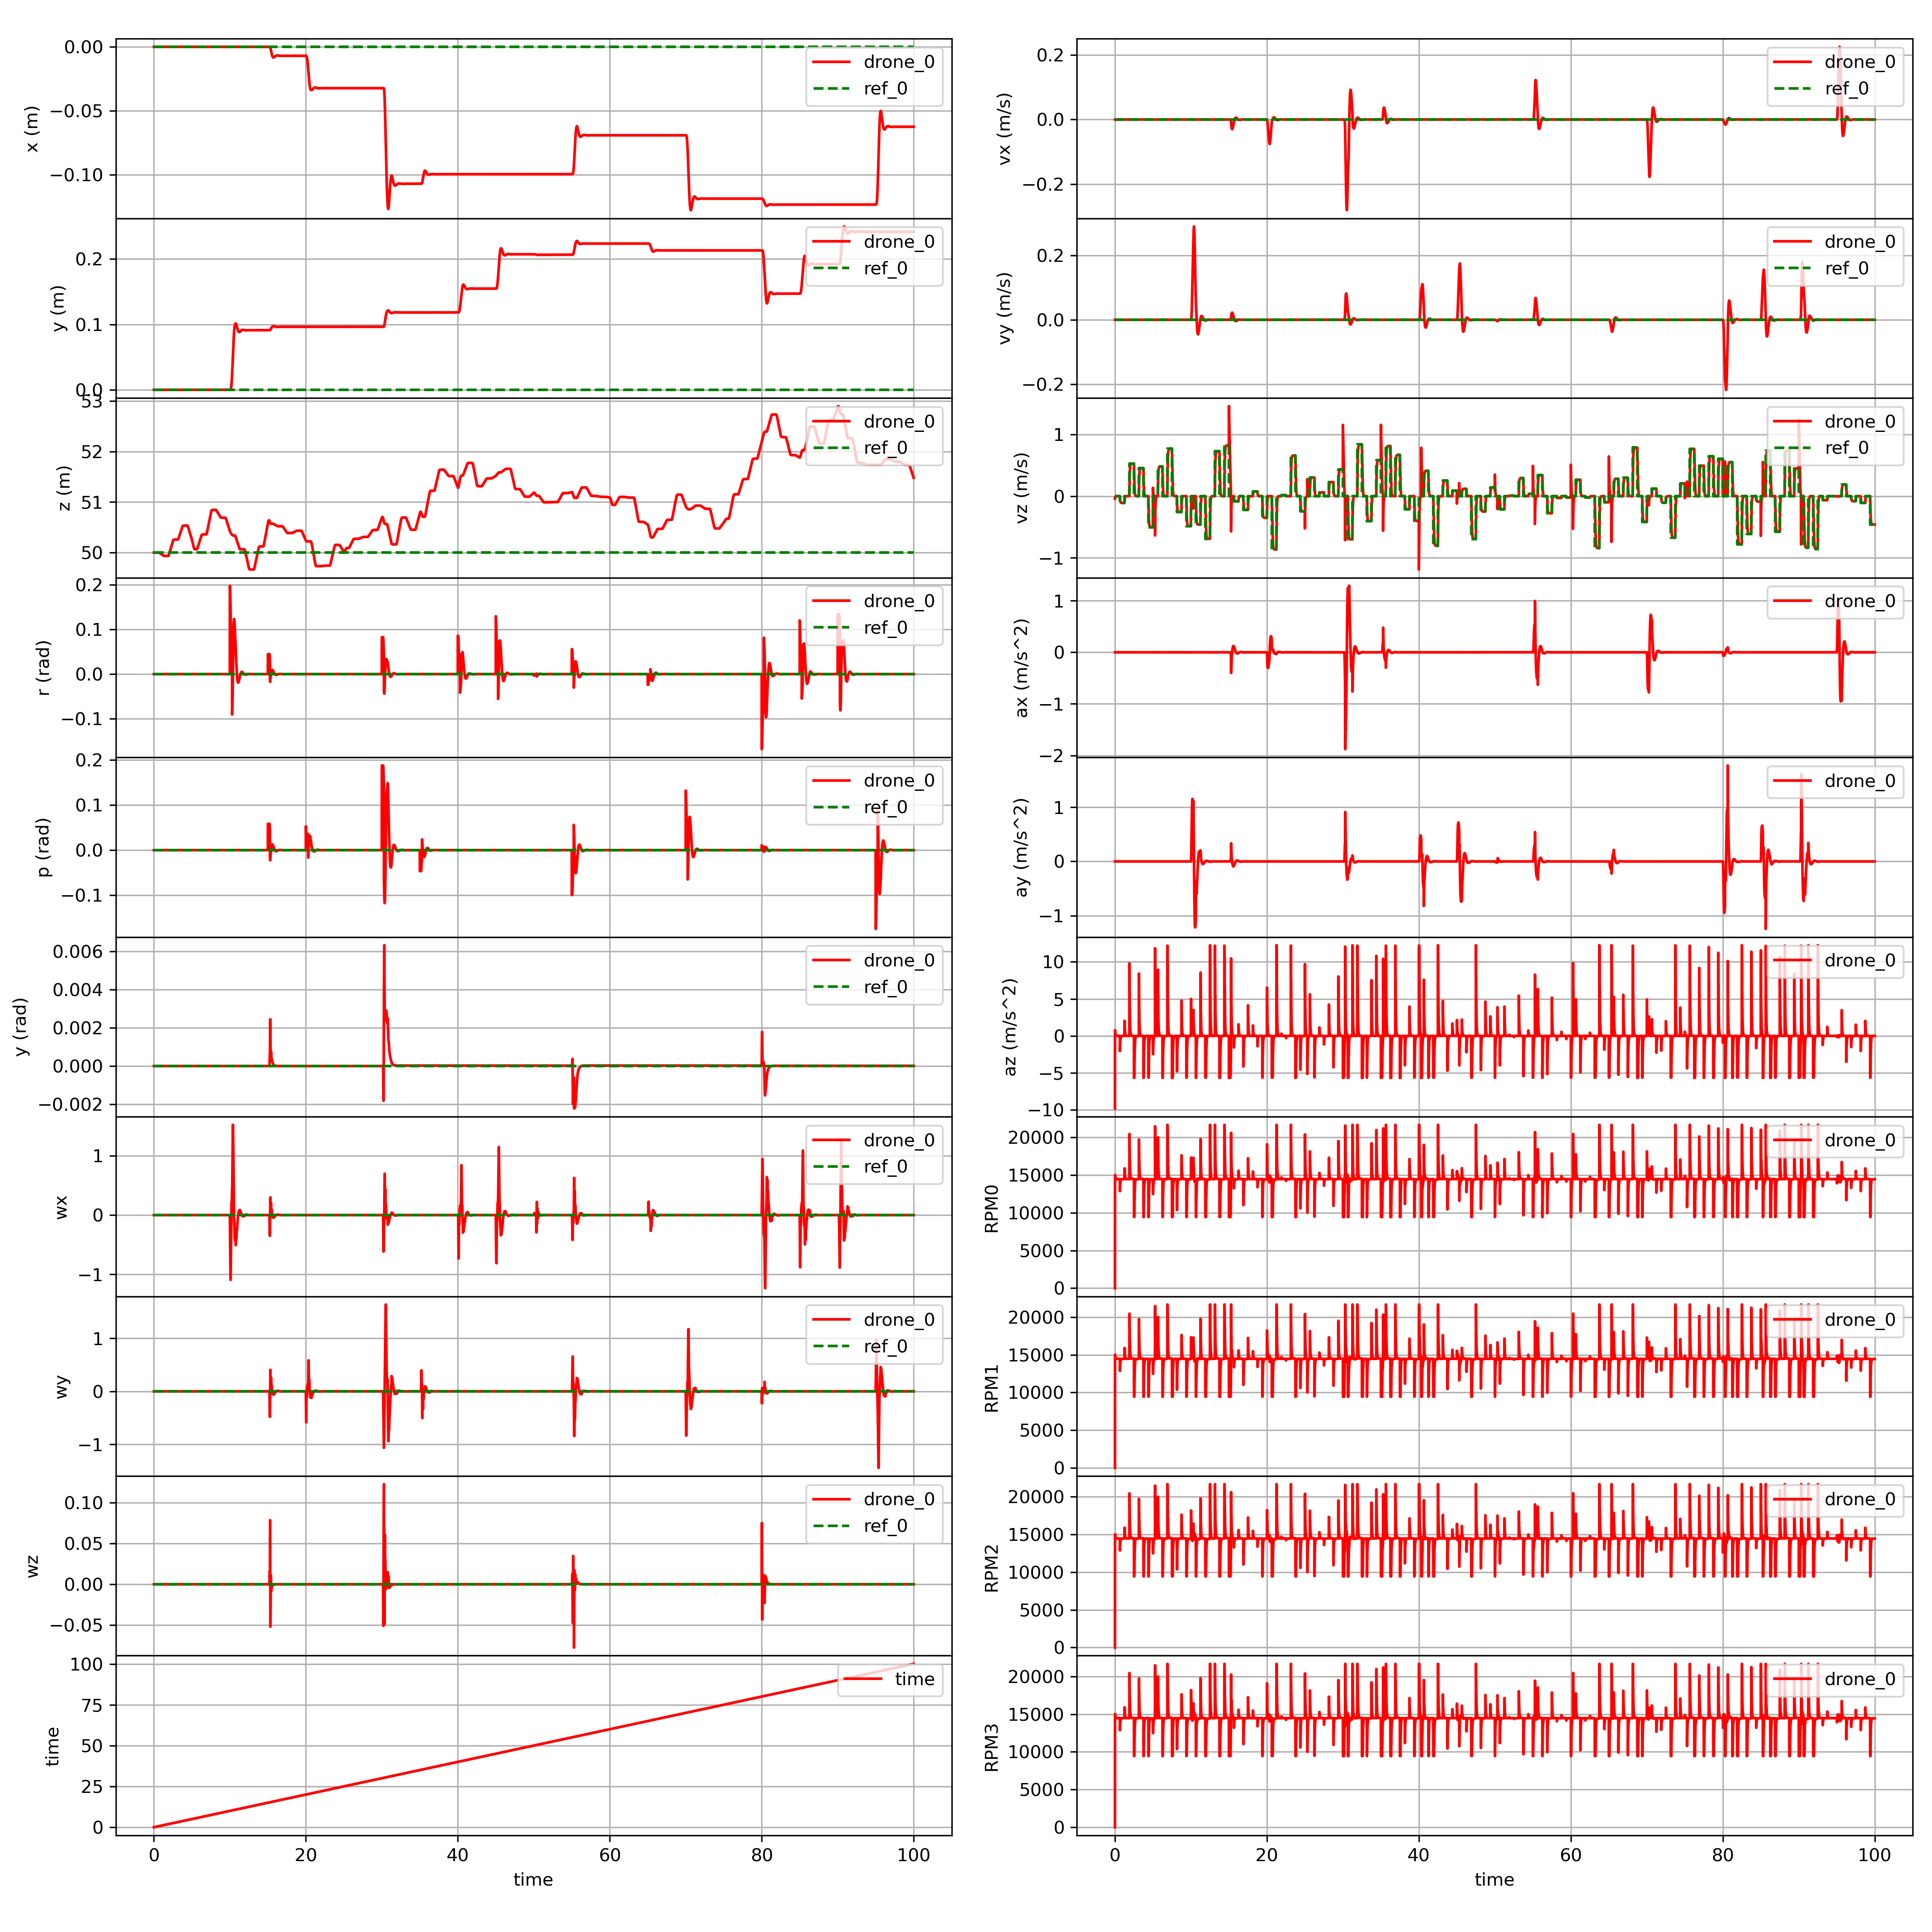 0.00
−0.05
−0.10
x (m)
drone_0
ref_0
0.2
0.1
0.0
y (m)
drone_0
ref_0
53
52
51
50
z (m)
drone_0
ref_0
0.2
0.1
0.0
−0.1
r (rad)
drone_0
ref_0
0.2
0.1
0.0
−0.1
p (rad)
drone_0
ref_0
0.006
0.004
0.002
0.000
−0.002
y (rad)
drone_0
ref_0
1
0
−1
wx
drone_0
ref_0
1
0
−1
wy
drone_0
ref_0
0.10
0.05
0.00
−0.05
wz
drone_0
ref_0
100
75
50
25
0
time
time
0 20 40 60 80 100
time
0.2
0.0
−0.2
vx (m/s)
drone_0
ref_0
0.2
0.0
−0.2
vy (m/s)
drone_0
ref_0
1
0
−1
vz (m/s)
drone_0
ref_0
1
0
−1
−2
ax (m/s^2)
drone_0
1
0
−1
ay (m/s^2)
drone_0
10
5
0
−5
−10
az (m/s^2)
drone_0
20000
15000
10000
5000
0
RPM0
drone_0
20000
15000
10000
5000
0
RPM1
drone_0
20000
15000
10000
5000
0
RPM2
drone_0
20000
15000
10000
5000
0
RPM3
drone_0
0 20 40 60 80 100
time